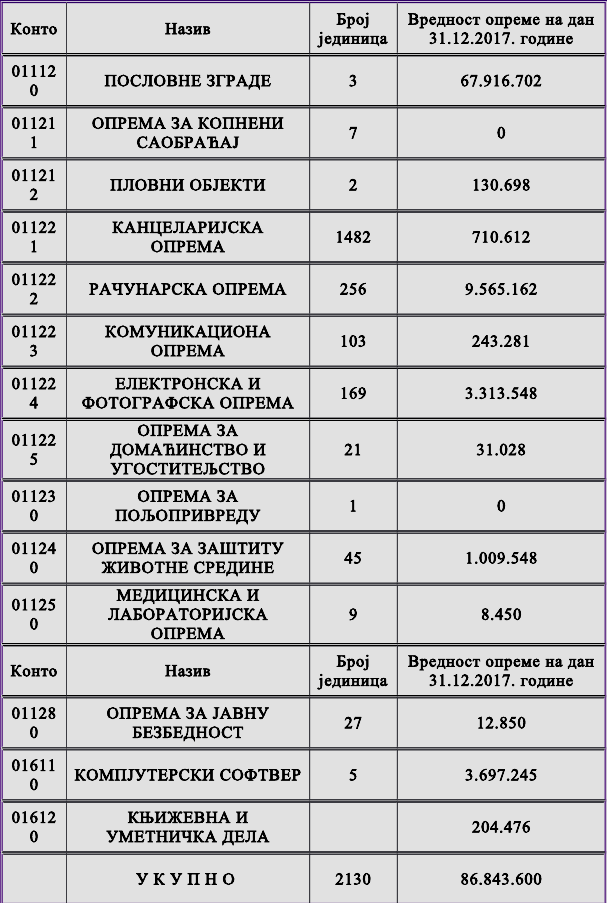 Конто Назив Број јединица Вредност опреме на дан 31.12.2017. године
011120 ПОСЛОВНЕ ЗГРАДЕ 3 67.916.702
011211 ОПРЕМА ЗА КОПНЕНИ САОБРАЋАЈ 7 0
011212 ПЛОВНИ ОБЈЕКТИ 2 130.698
011221 КАНЦЕЛАРИЈСКА ОПРЕМА 1482 710.612
011222 РАЧУНАРСКА ОПРЕМА 256 9.565.162
011223 КОМУНИКАЦИОНА ОПРЕМА 103 243.281
011224 ЕЛЕКТРОНСКА И ФОТОГРАФСКА ОПРЕМА 169 3.313.548
011225 ОПРЕМА ЗА ДОМАЋИНСТВО И УГОСТИТЕЉСТВО 21 31.028
011230 ОПРЕМА ЗА ПОЉОПРИВРЕДУ 1 0
011240 ОПРЕМА ЗА ЗАШТИТУ ЖИВОТНЕ СРЕДИНЕ 45 1.009.548
011250 МЕДИЦИНСКА И ЛАБОРАТОРИЈСКА ОПРЕМА 9 8.450
Конто Назив Број јединица Вредност опреме на дан 31.12.2017. године
011280 ОПРЕМА ЗА ЈАВНУ БЕЗБЕДНОСТ 27 12.850
016110 КОМПЈУТЕРСКИ СОФТВЕР 5 3.697.245
016120 КЊИЖЕВНА И УМЕТНИЧКА ДЕЛА 204.476
У К У П Н О 2130 86.843.600